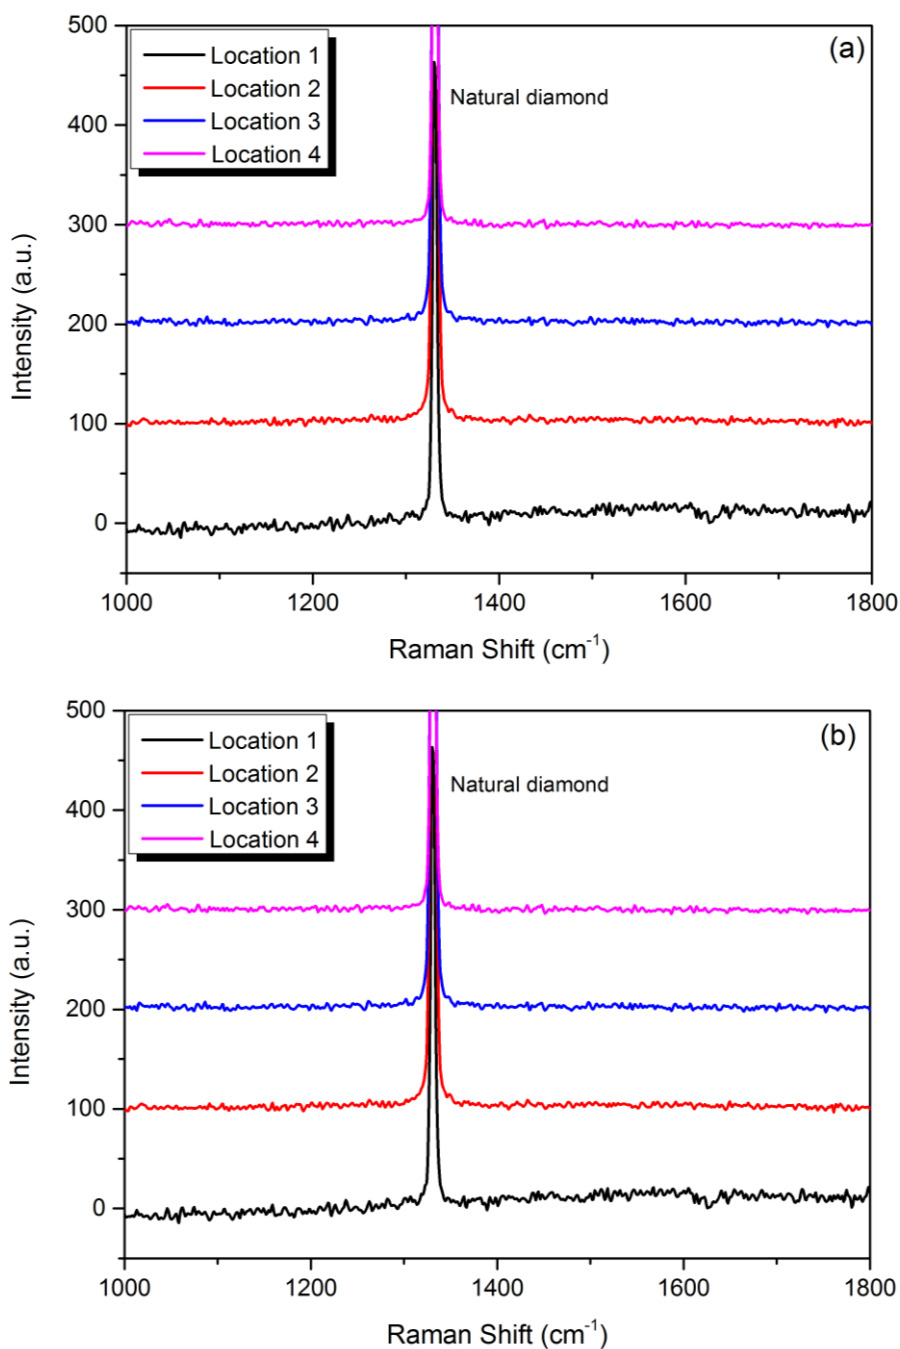 500
(a)
Location 1
Location 2
Location 3
Location 4
Natural diamond
400
300
200
100
0
Intensity (a.u.)
1000 1200 1400 1600 1800
Raman Shift (cm⁻¹)
500
(b)
Location 1
Location 2
Location 3
Location 4
Natural diamond
400
300
200
100
0
Intensity (a.u.)
1000 1200 1400 1600 1800
Raman Shift (cm⁻¹)